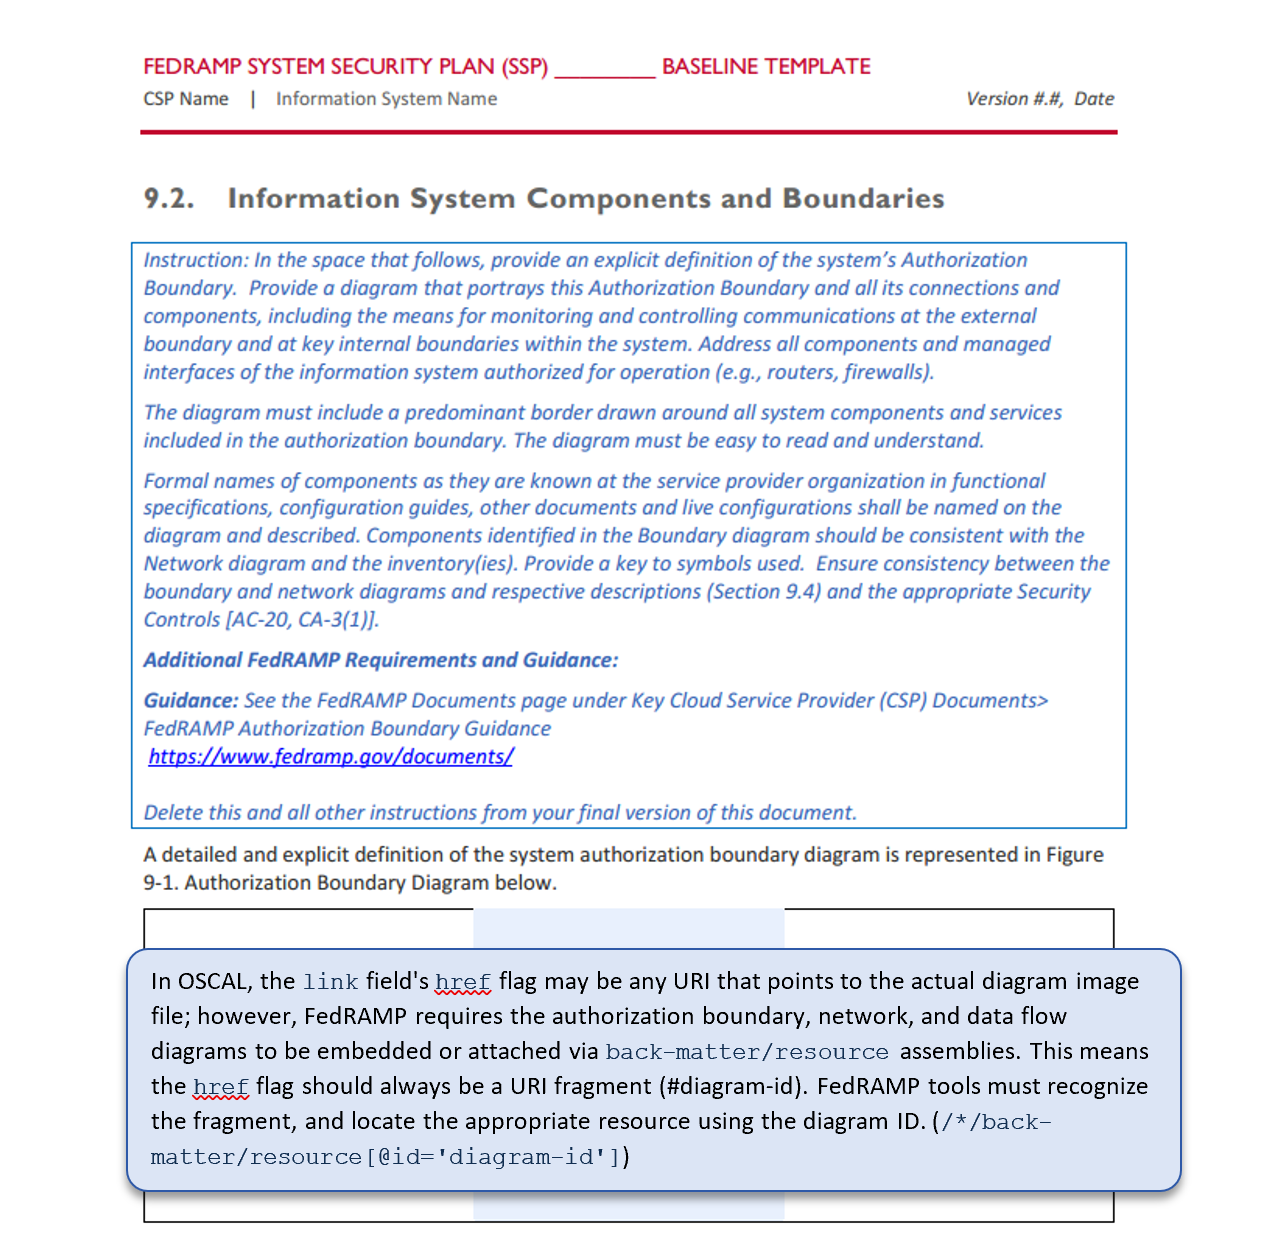 FEDRAMP SYSTEM SECURITY PLAN (SSP) _________ BASELINE TEMPLATE
CSP Name | Information System Name Version #.#, Date
9.2. Information System Components and Boundaries
Instruction: In the space that follows, provide an explicit definition of the system’s Authorization
Boundary. Provide a diagram that portrays this Authorization Boundary and all its connections and
components, including the means for monitoring and controlling communications at the external
boundary and at key internal boundaries within the system. Address all components and managed
interfaces of the information system authorized for operation (e.g., routers, firewalls).
The diagram must include a predominant border drawn around all system components and services
included in the authorization boundary. The diagram must be easy to read and understand.
Formal names of components as they are known at the service provider organization in functional
specifications, configuration guides, other documents and live configurations shall be named on the
diagram and described. Components identified in the Boundary diagram should be consistent with the
Network diagram and the inventory(ies). Provide a key to symbols used. Ensure consistency between the
boundary and network diagrams and respective descriptions (Section 9.4) and the appropriate Security
Controls [AC-20, CA-3(1)].
Additional FedRAMP Requirements and Guidance:
Guidance: See the FedRAMP Documents page under Key Cloud Service Provider (CSP) Documents>
FedRAMP Authorization Boundary Guidance
https://www.fedramp.gov/documents/
Delete this and all other instructions from your final version of this document.
A detailed and explicit definition of the system authorization boundary diagram is represented in Figure
9-1. Authorization Boundary Diagram below.
In OSCAL, the link field's href flag may be any URI that points to the actual diagram image
file; however, FedRAMP requires the authorization boundary, network, and data flow
diagrams to be embedded or attached via back-matter/resource assemblies. This means
the href flag should always be a URI fragment (#diagram-id). FedRAMP tools must recognize
the fragment, and locate the appropriate resource using the diagram ID. (/*/back-
matter/resource[@id='diagram-id'])